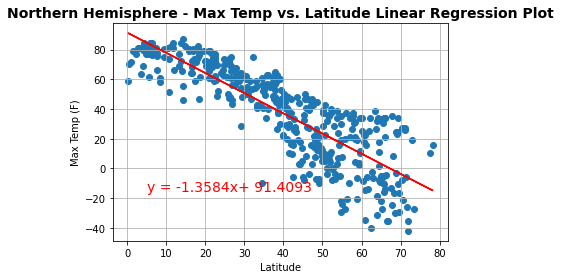 Northern Hemisphere - Max Temp vs. Latitude Linear Regression Plot
80
60
40
20
0
−20
−40
Max Temp (F)
y = -1.3584x+ 91.4093
0 10 20 30 40 50 60 70 80
Latitude